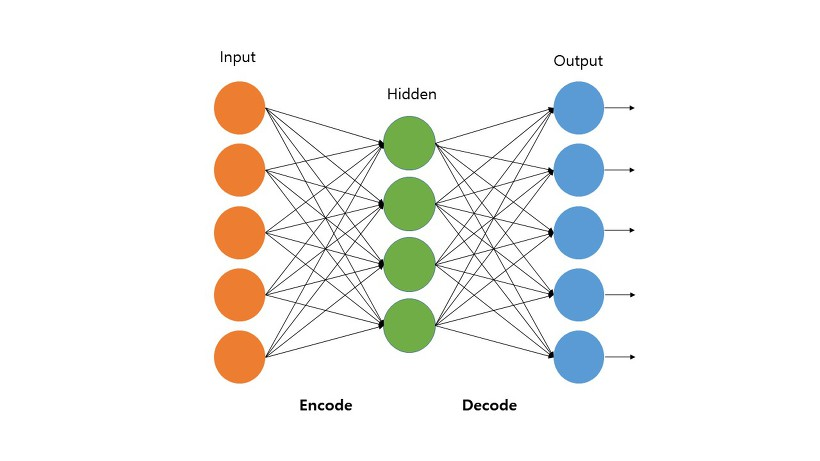 Input
Output
Hidden
Encode
Decode